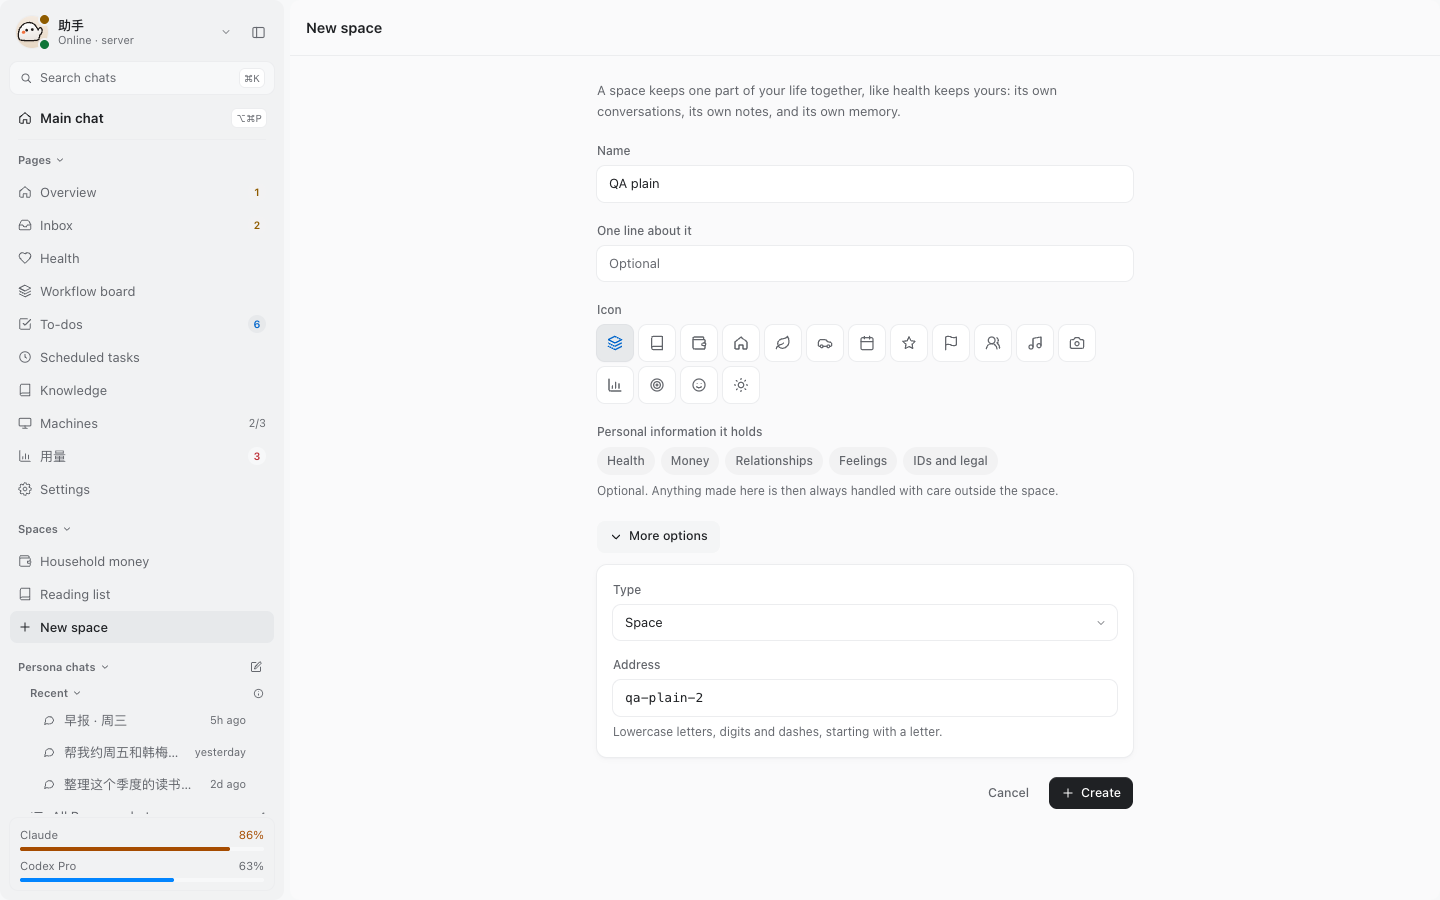 助手
Online · server
Search chats ⌘K
Main chat ⌥⌘P
Pages
Overview 1
Inbox 2
Health
Workflow board
To-dos 6
Scheduled tasks
Knowledge
Machines 2/3
用量 3
Settings
Spaces
Household money
Reading list
New space
Persona chats
Recent
早报 · 周三 5h ago
帮我约周五和韩梅... yesterday
整理这个季度的读书... 2d ago
Claude 86%
Codex Pro 63%
New space
A space keeps one part of your life together, like health keeps yours: its own
conversations, its own notes, and its own memory.
Name
QA plain
One line about it
Optional
Icon
Personal information it holds
Health Money Relationships Feelings IDs and legal
Optional. Anything made here is then always handled with care outside the space.
More options
Type
Space
Address
qa-plain-2
Lowercase letters, digits and dashes, starting with a letter.
Cancel Create